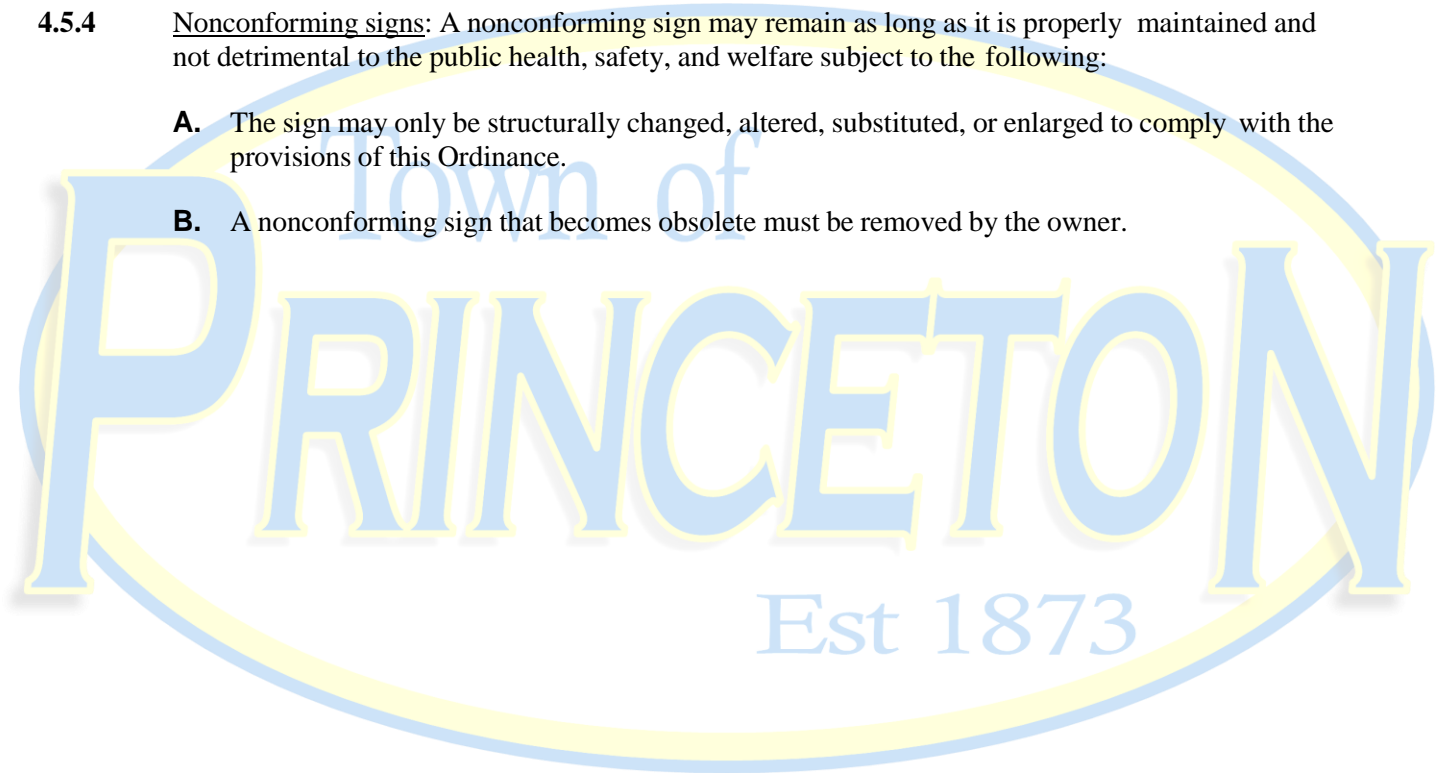 4.5.4 Nonconforming signs: A nonconforming sign may remain as long as it is properly maintained and
not detrimental to the public health, safety, and welfare subject to the following:
A. The sign may only be structurally changed, altered, substituted, or enlarged to comply with the
provisions of this Ordinance.
B. A nonconforming sign that becomes obsolete must be removed by the owner.
Town of
PRINCETON
Est 1873